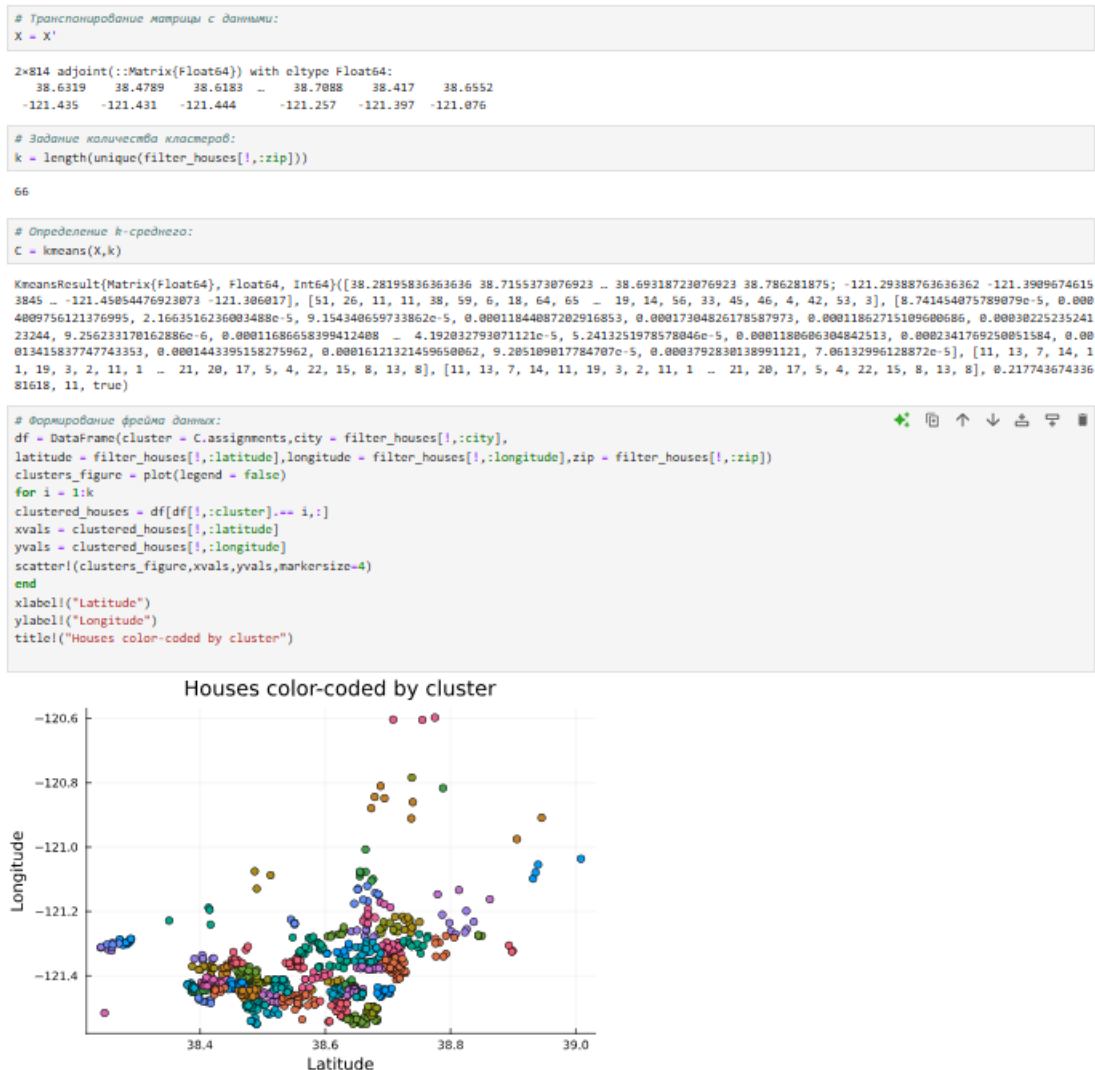 # Транспонирование матрицы с данными:
X = X'
2×814 adjoint(::Matrix{Float64}) with eltype Float64:
38.6319 38.4789 38.6183 … 38.7088 38.417 38.6552
-121.435 -121.431 -121.444 -121.257 -121.397 -121.076
# Задание количества кластеров:
k = length(unique(filter_houses[!,:zip]))
66
# Определение k-среднего:
C = kmeans(X,k)
KmeansResult{Matrix{Float64}, Float64, Int64}([38.28195836363636 38.7155373076923 … 38.69318723076923 38.786281875; -121.29388763636362 -121.3909674615
3845 … -121.45054476923073 -121.306017], [51, 26, 11, 11, 38, 59, 6, 18, 64, 65 … 19, 14, 56, 33, 45, 46, 4, 42, 53, 3], [8.741454075789079e-5, 0.000
4009756121376995, 2.1663516236003488e-5, 9.154340659733862e-5, 0.00011844087202916853, 0.00017304826178587973, 0.00011862715109600686, 0.00030225235241
23244, 9.256233170162886e-6, 0.00011686658399412408 … 4.192032793071121e-5, 5.2413251978578046e-5, 0.0001180606304842513, 0.0002341769250051584, 0.00
013415837747743353, 0.0001443395158275962, 0.00016121321459650062, 9.205109017784707e-5, 0.0003792830138991121, 7.06132996128872e-5], [11, 13, 7, 14, 1
1, 19, 3, 2, 11, 1 … 21, 20, 17, 5, 4, 22, 15, 8, 13, 8], [11, 13, 7, 14, 11, 19, 3, 2, 11, 1 … 21, 20, 17, 5, 4, 22, 15, 8, 13, 8], 0.217743674336
81618, 11, true)
# Формирование фрейма данных:
df = DataFrame(cluster = C.assignments,city = filter_houses[!,:city],
latitude = filter_houses[!,:latitude],longitude = filter_houses[!,:longitude],zip = filter_houses[!,:zip])
clusters_figure = plot(legend = false)
for i = 1:k
clustered_houses = df[df[!,:cluster].== i,:]
xvals = clustered_houses[!,:latitude]
yvals = clustered_houses[!,:longitude]
scatter!(clusters_figure,xvals,yvals,markersize=4)
end
xlabel!("Latitude")
ylabel!("Longitude")
title!("Houses color-coded by cluster")
Houses color-coded by cluster
−120.6
−120.8
−121.0
−121.2
−121.4
Longitude
38.4 38.6 38.8 39.0
Latitude